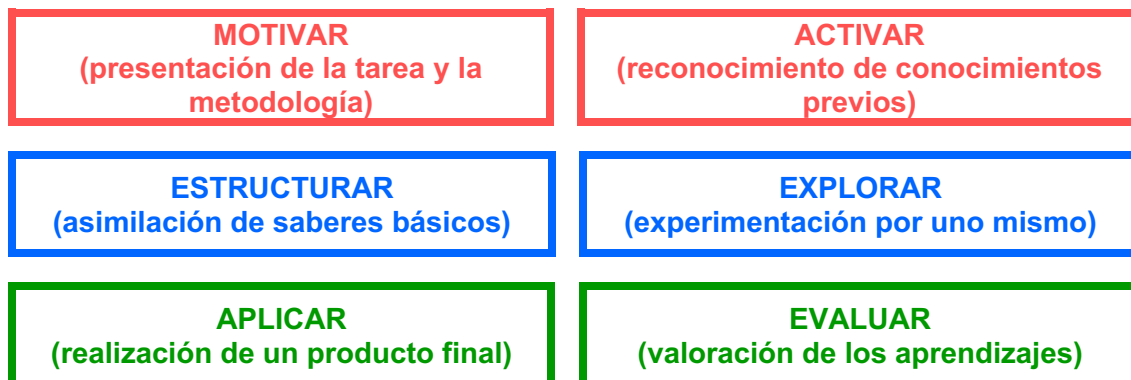 MOTIVAR
(presentación de la tarea y la
metodología)
ACTIVAR
(reconocimiento de conocimientos
previos)
ESTRUCTURAR
(asimilación de saberes básicos)
EXPLORAR
(experimentación por uno mismo)
APLICAR
(realización de un producto final)
EVALUAR
(valoración de los aprendizajes)